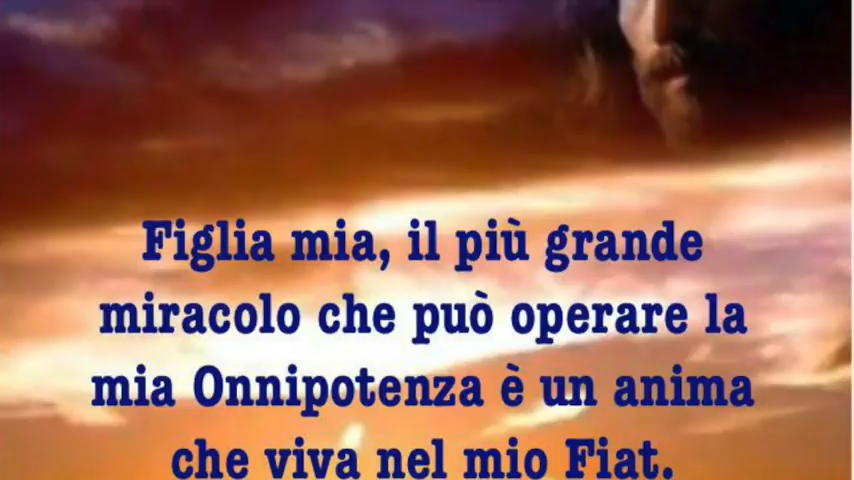 Figlia mia, il più grande
miracolo che può operare la
mia Onnipotenza è un anima
che viva nel mio Fiat.